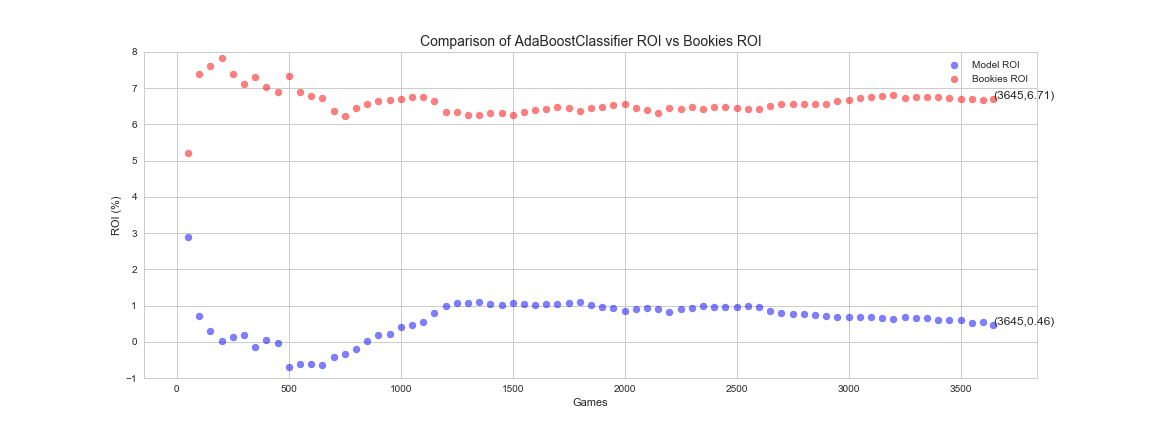 Comparison of AdaBoostClassifier ROI vs Bookies ROI
8
7
6
5
4
3
2
1
0
−1
ROI (%)
Model ROI
Bookies ROI
(3645,6.71)
(3645,0.46)
0 500 1000 1500 2000 2500 3000 3500
Games